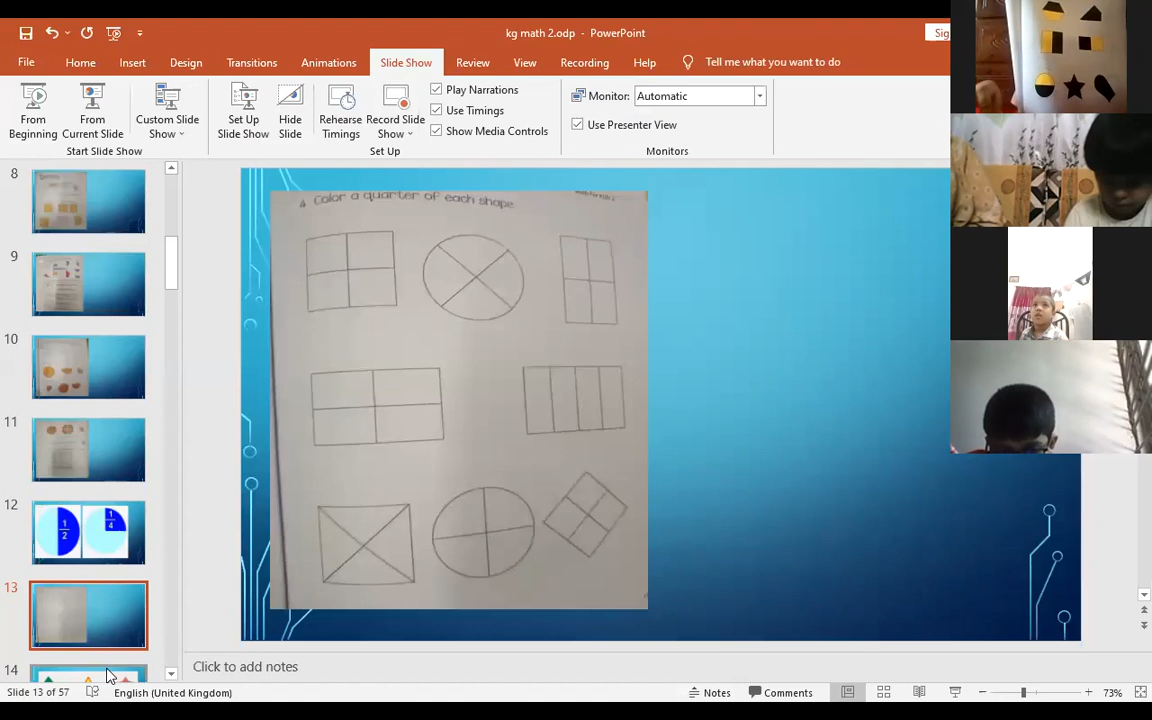 kg math 2.odp - PowerPoint
File Home Insert Design Transitions Animations Slide Show Review View Recording Help Tell me what you want to do
From Beginning
From Current Slide
Custom Slide Show
Set Up Slide Show
Hide Slide
Rehearse Timings
Record Slide Show
Play Narrations
Use Timings
Show Media Controls
Monitor: Automatic
Use Presenter View
Start Slide Show
Set Up
Monitors
8
9
10
11
12
1
2
1
4
13
14
4 Color a quarter of each shape.
Click to add notes
Slide 13 of 57 English (United Kingdom) Notes Comments 73%